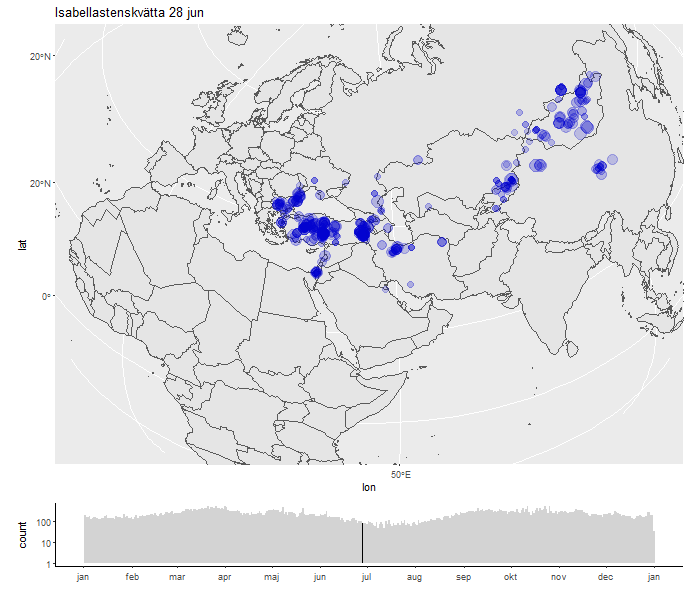 Isabellastenskvätta 28 jun
20°N
20°N
0°
lat
50°E
lon
count
100
10
1
jan feb mar apr maj jun jul aug sep okt nov dec jan